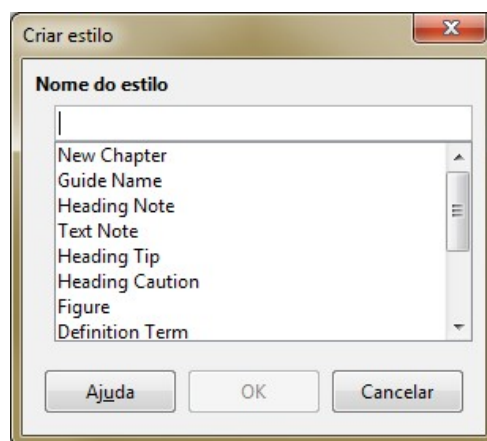 Criar estilo
Nome do estilo
New Chapter
Guide Name
Heading Note
Text Note
Heading Tip
Heading Caution
Figure
Definition Term
Ajuda OK Cancelar